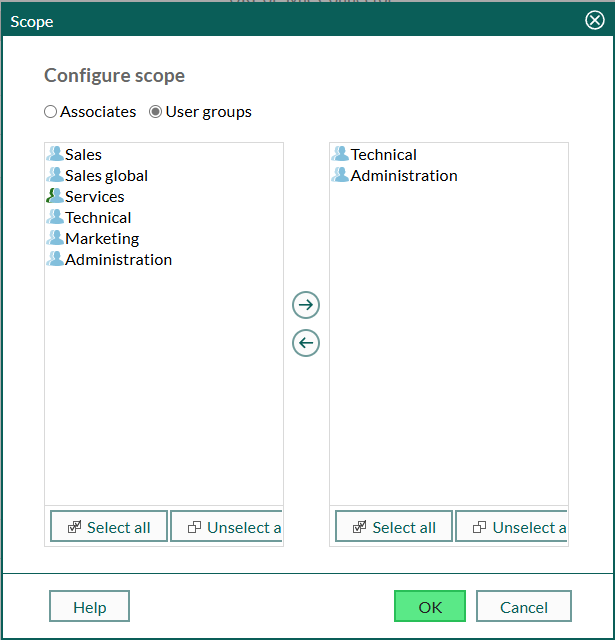 Scope
Configure scope
Associates User groups
Sales
Sales global
Services
Technical
Marketing
Administration
Technical
Administration
Select all Unselect a
Select all Unselect a
Help OK Cancel